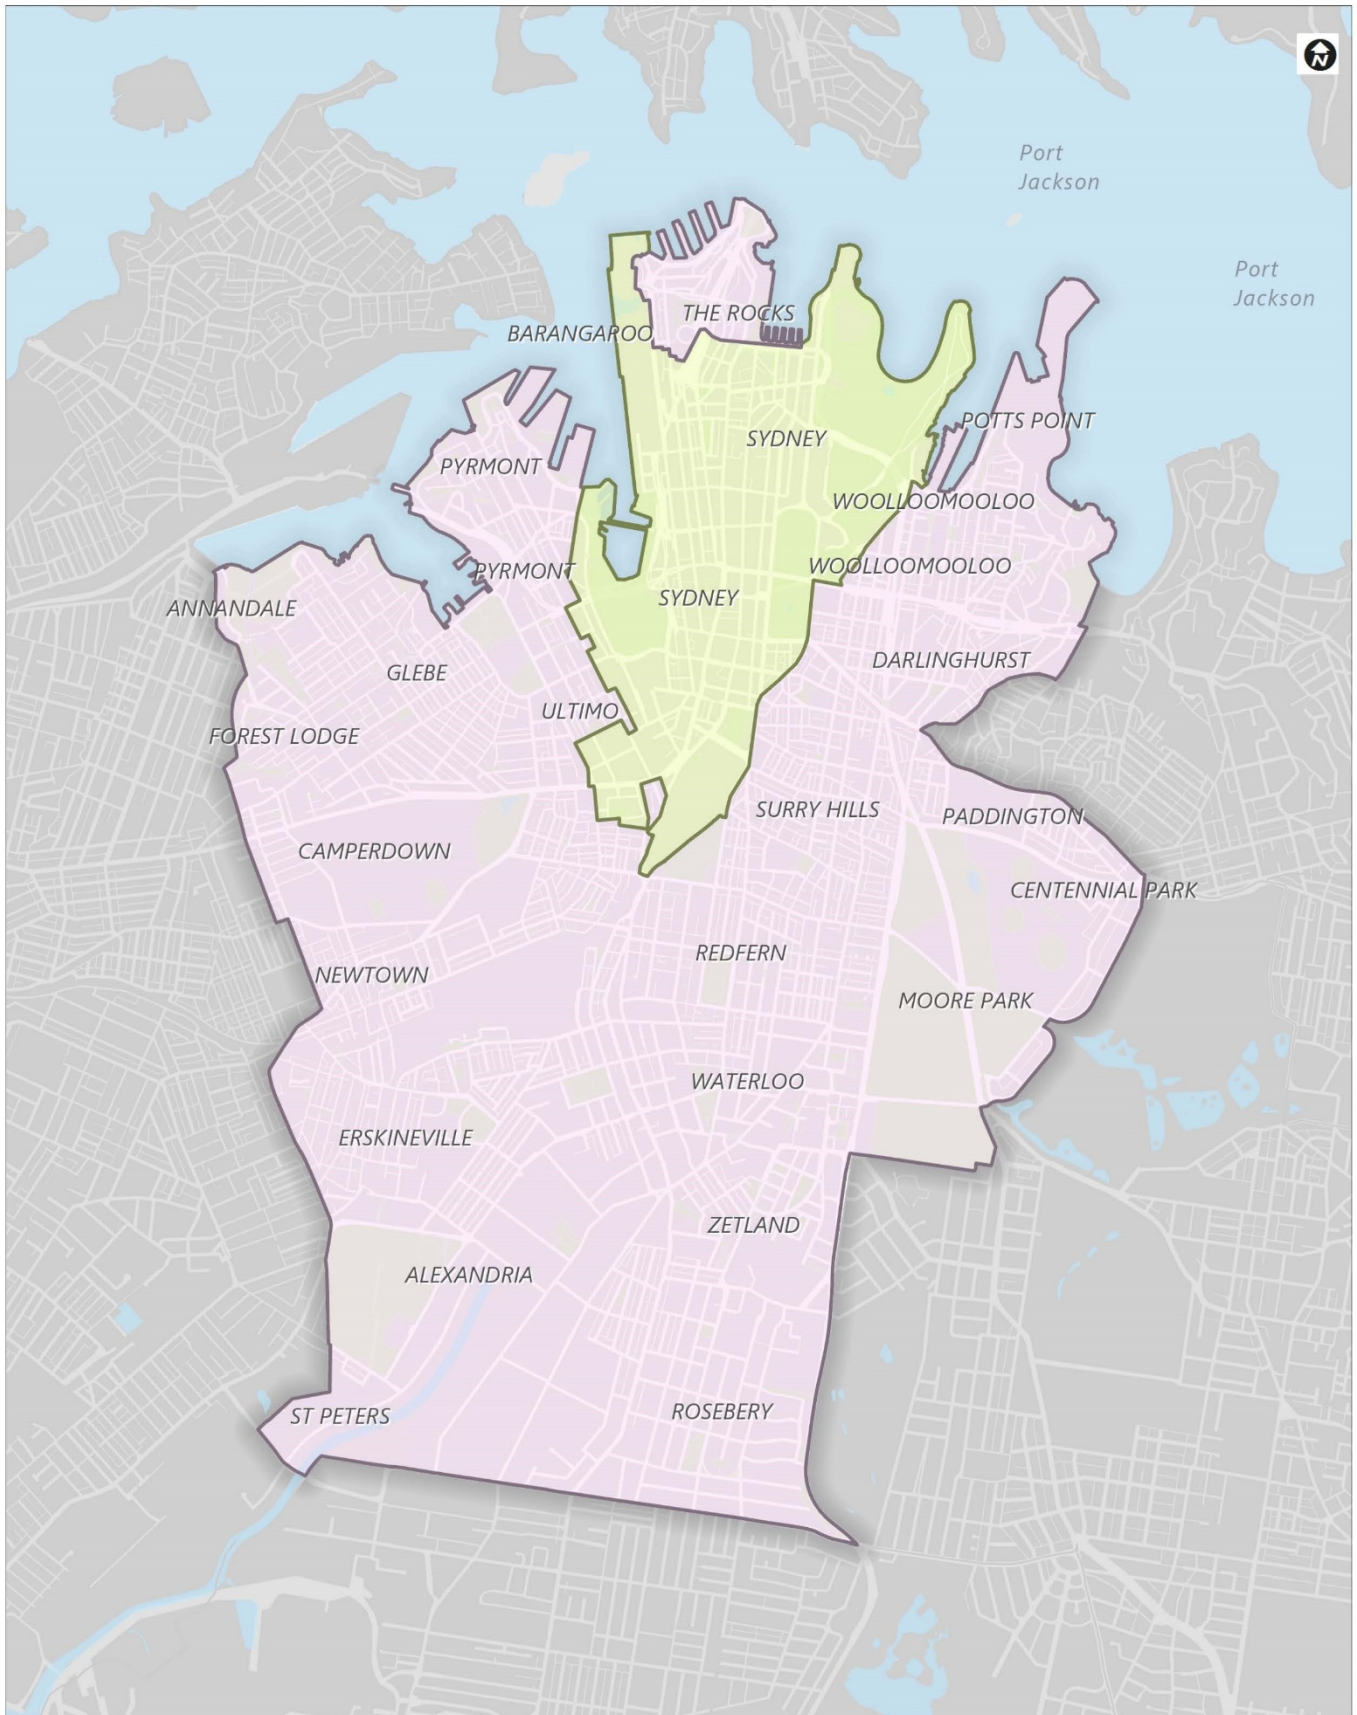 N
Port
Jackson
Port
Jackson
THE ROCKS
BARANGAROO
POTTS POINT
SYDNEY
PYRMONT
WOOLLOOMOOLOO
WOOLLOOMOOLOO
PYRMONT
SYDNEY
ANNANDALE
DARLINGHURST
GLEBE
ULTIMO
FOREST LODGE
SURRY HILLS
PADDINGTON
CAMPERDOWN
CENTENNIAL PARK
REDFERN
NEWTOWN
MOORE PARK
WATERLOO
ERSKINEVILLE
ZETLAND
ALEXANDRIA
ROSEBERY
ST PETERS